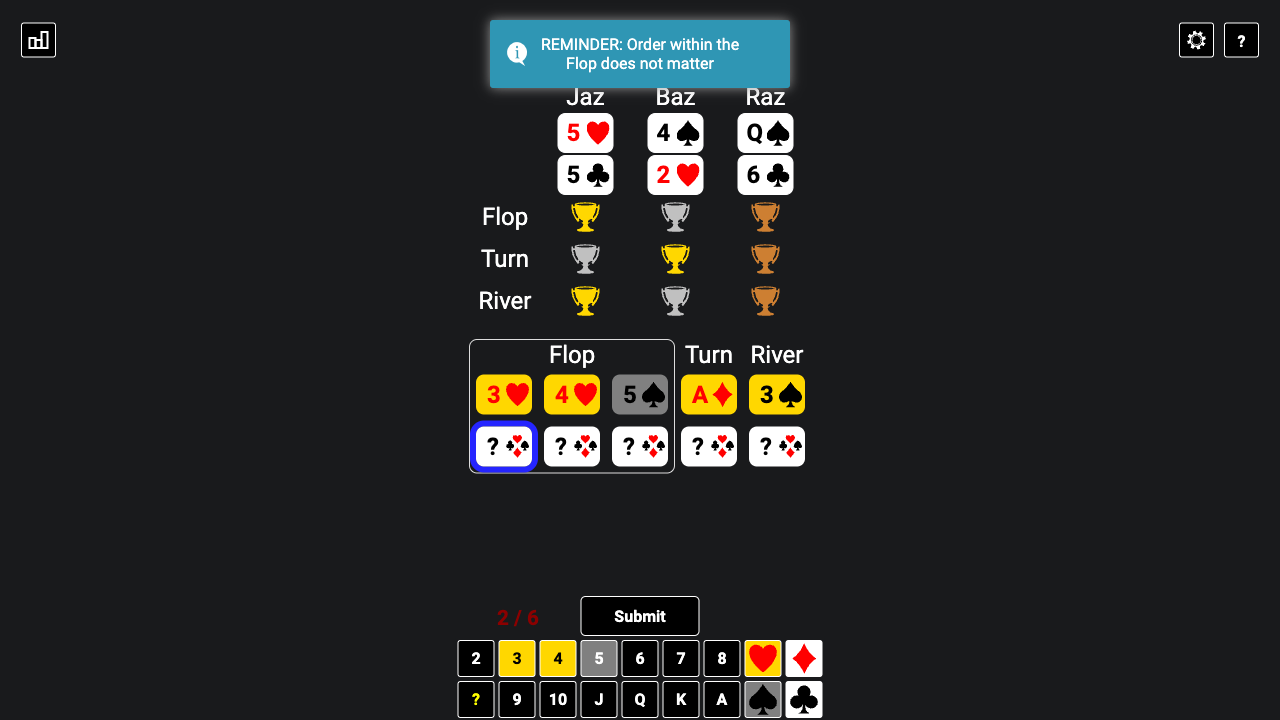 REMINDER: Order within the
Flop does not matter
?
Jaz Baz Raz
5 4 Q
5 2 6
Flop
Turn
River
Flop Turn River
3 4 5 A 3
? ? ? ? ?
2 / 6 Submit
2 3 4 5 6 7 8
? 9 10 J Q K A